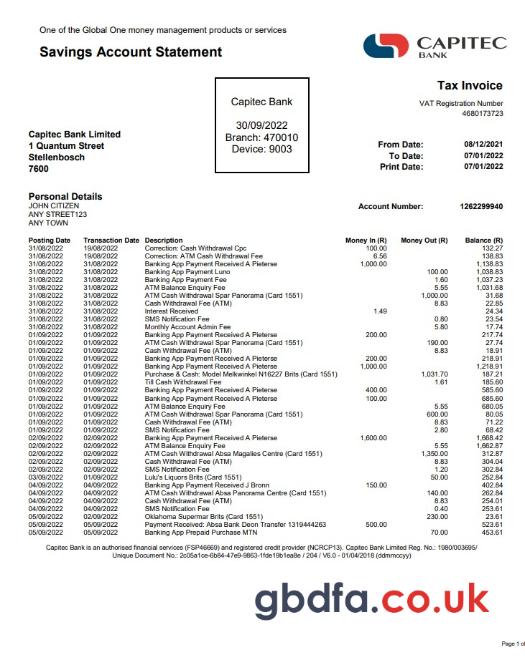 One of the Global One money management products or services
Savings Account Statement
CAPITEC
BANK
Capitec Bank
30/09/2022
Branch: 470010
Device: 9003
Tax Invoice
VAT Registration Number
4680173723
Capitec Bank Limited
1 Quantum Street
Stellenbosch
7600
From Date: 08/12/2021
To Date: 07/01/2022
Print Date: 07/01/2022
Personal Details
JOHN CITIZEN
ANY STREET123
ANY TOWN
Account Number: 1262299940
Posting Date Transaction Date Description Money In (R) Money Out (R) Balance (R)
31/08/2022 19/08/2022 Correction: Cash Withdrawal Cpc 100.00 132.27
31/08/2022 19/08/2022 Correction: ATM Cash Withdrawal Fee 6.56 138.83
31/08/2022 31/08/2022 Banking App Payment Received A Pieterse 1,000.00 1,138.83
31/08/2022 31/08/2022 Banking App Payment Luno 100.00 1,038.83
31/08/2022 31/08/2022 Banking App Payment Fee 1.60 1,037.23
31/08/2022 31/08/2022 ATM Balance Enquiry Fee 5.55 1,031.68
31/08/2022 31/08/2022 ATM Cash Withdrawal Spar Panorama (Card 1551) 1,000.00 31.68
31/08/2022 31/08/2022 Cash Withdrawal Fee (ATM) 8.83 22.85
31/08/2022 31/08/2022 Interest Received 1.49 24.34
31/08/2022 31/08/2022 SMS Notification Fee 0.80 23.54
31/08/2022 31/08/2022 Monthly Account Admin Fee 5.80 17.74
01/09/2022 01/09/2022 Banking App Payment Received A Pieterse 200.00 217.74
01/09/2022 01/09/2022 ATM Cash Withdrawal Spar Panorama (Card 1551) 190.00 27.74
01/09/2022 01/09/2022 Cash Withdrawal Fee (ATM) 8.83 18.91
01/09/2022 01/09/2022 Banking App Payment Received A Pieterse 200.00 218.91
01/09/2022 01/09/2022 Banking App Payment Received A Pieterse 1,000.00 1,218.91
01/09/2022 01/09/2022 Purchase & Cash: Model Melkwinkel N16227 Brits (Card 1551) 1,031.70 187.21
01/09/2022 01/09/2022 Till Cash Withdrawal Fee 1.61 185.60
01/09/2022 01/09/2022 Banking App Payment Received A Pieterse 400.00 585.60
01/09/2022 01/09/2022 Banking App Payment Received A Pieterse 100.00 685.60
01/09/2022 01/09/2022 ATM Balance Enquiry Fee 5.55 680.05
01/09/2022 01/09/2022 ATM Cash Withdrawal Spar Panorama (Card 1551) 600.00 80.05
01/09/2022 01/09/2022 Cash Withdrawal Fee (ATM) 8.83 71.22
01/09/2022 01/09/2022 SMS Notification Fee 2.80 68.42
02/09/2022 02/09/2022 Banking App Payment Received A Pieterse 1,600.00 1,668.42
02/09/2022 02/09/2022 ATM Balance Enquiry Fee 5.55 1,662.87
02/09/2022 02/09/2022 ATM Cash Withdrawal Absa Magalies Centre (Card 1551) 1,350.00 312.87
02/09/2022 02/09/2022 Cash Withdrawal Fee (ATM) 8.83 304.04
02/09/2022 02/09/2022 SMS Notification Fee 1.20 302.84
03/09/2022 01/09/2022 Lulu's Liquors Brits (Card 1551) 50.00 252.84
04/09/2022 04/09/2022 Banking App Payment Received J Bronn 150.00 402.84
04/09/2022 04/09/2022 ATM Cash Withdrawal Absa Panorama Centre (Card 1551) 140.00 262.84
04/09/2022 04/09/2022 Cash Withdrawal Fee (ATM) 8.83 254.01
04/09/2022 04/09/2022 SMS Notification Fee 0.40 253.61
05/09/2022 02/09/2022 Oklahoma Supermar Brits (Card 1551) 230.00 23.61
05/09/2022 05/09/2022 Payment Received: Absa Bank Deon Transfer 1319444263 500.00 523.61
05/09/2022 05/09/2022 Banking App Prepaid Purchase MTN 70.00 453.61
Capitec Bank is an authorised financial services (FSP46669) and registered credit provider (NCRCP13). Capitec Bank Limited Reg. No.: 1980/003695/
Unique Document No.: 2c05a1ce-6b84-47e9-9863-1fde19b1ea8e / 204 / V6.0 - 01/04/2018 (ddmmccyy)
gbdfa.co.uk
Page 1 of